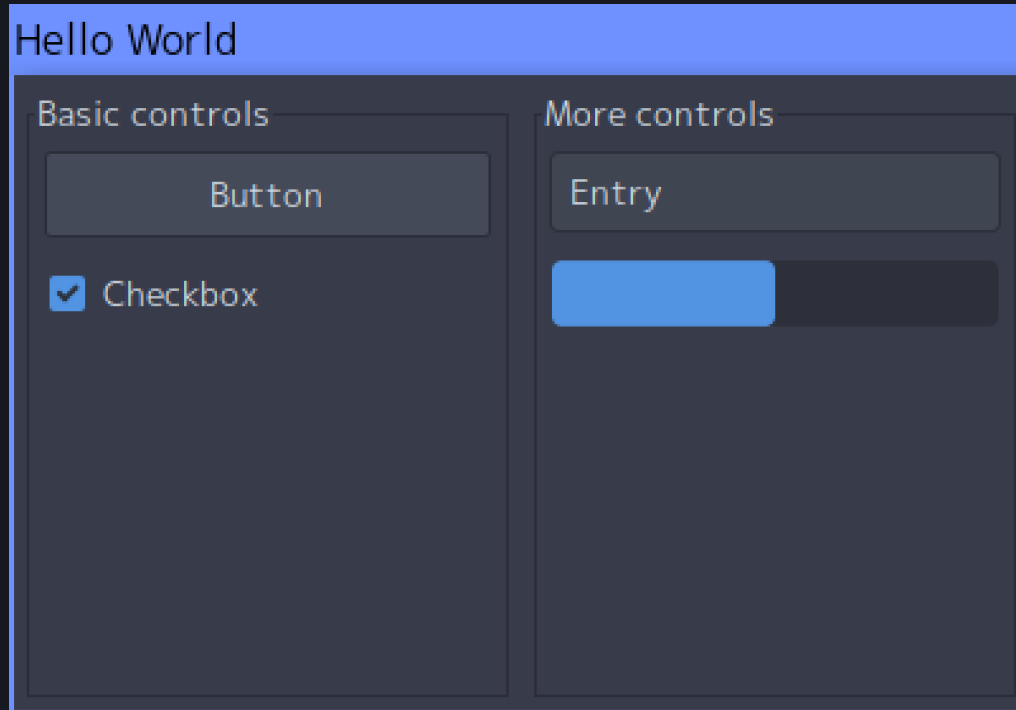 Hello World
Basic controls
Button
Checkbox
More controls
Entry